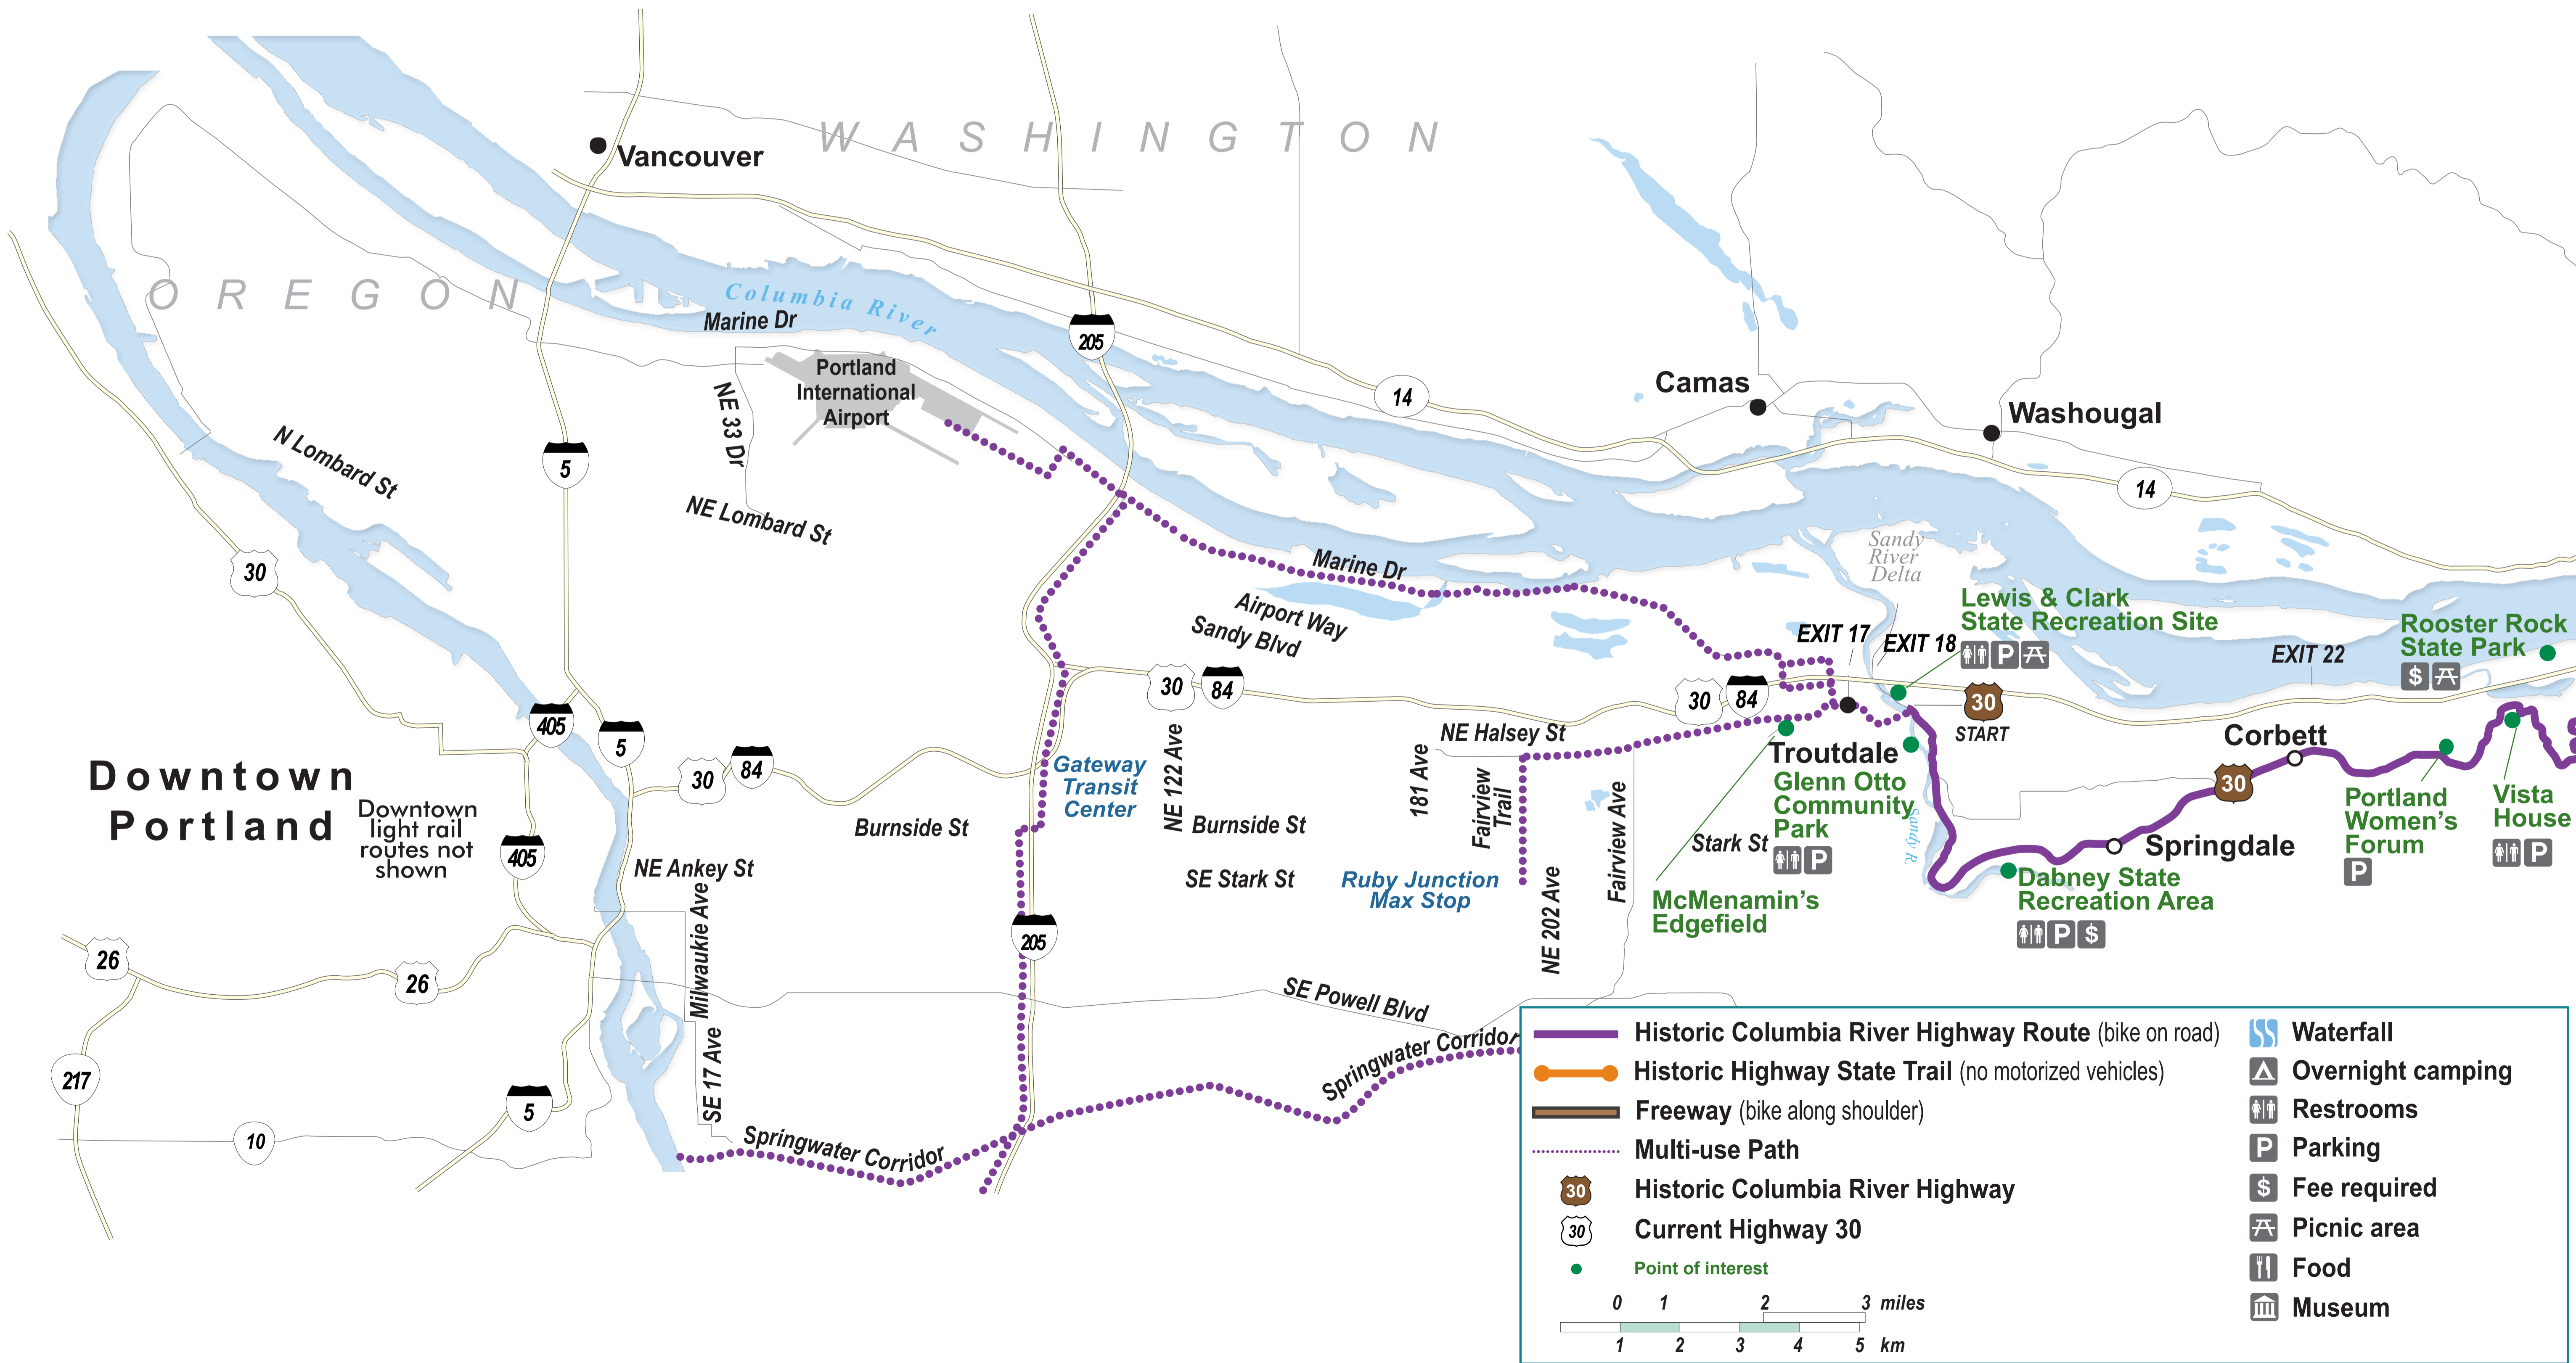 WASHINGTON
Vancouver
OREGON
Columbia River
Marine Dr
205
Portland
International
Airport
14
Camas
Washougal
NE 33 Dr
N Lombard St
5
NE Lombard St
14
30
Marine Dr
Sandy
River
Delta
Airport Way
Sandy Blvd
Lewis & Clark
State Recreation Site
P
EXIT 17
EXIT 18
Rooster Rock
State Park
$
EXIT 22
30
84
30
84
30
START
405
5
30
84
NE Halsey St
Troutdale
Corbett
30
Downtown
Portland
Downtown
light rail
routes not
shown
Gateway
Transit
Center
NE 122 Ave
181 Ave
Fairview
Trail
Fairview Ave
Glenn Otto
Community
Park
P
Sandy R.
Portland
Women's
Forum
P
Vista
House
P
405
NE Ankey St
Burnside St
Burnside St
Stark St
Springdale
SE Stark St
Ruby Junction
Max Stop
NE 202 Ave
McMenamin's
Edgefield
Dabney State
Recreation Area
P $
26
26
Milwaukie Ave
205
SE Powell Blvd
217
5
SE 17 Ave
10
Springwater Corridor
Springwater Corridor
Historic Columbia River Highway Route (bike on road)
Historic Highway State Trail (no motorized vehicles)
Freeway (bike along shoulder)
Multi-use Path
30 Historic Columbia River Highway
30 Current Highway 30
Point of interest
0 1 2 3 miles
1 2 3 4 5 km
Waterfall
Overnight camping
Restrooms
P Parking
$ Fee required
Picnic area
Food
Museum